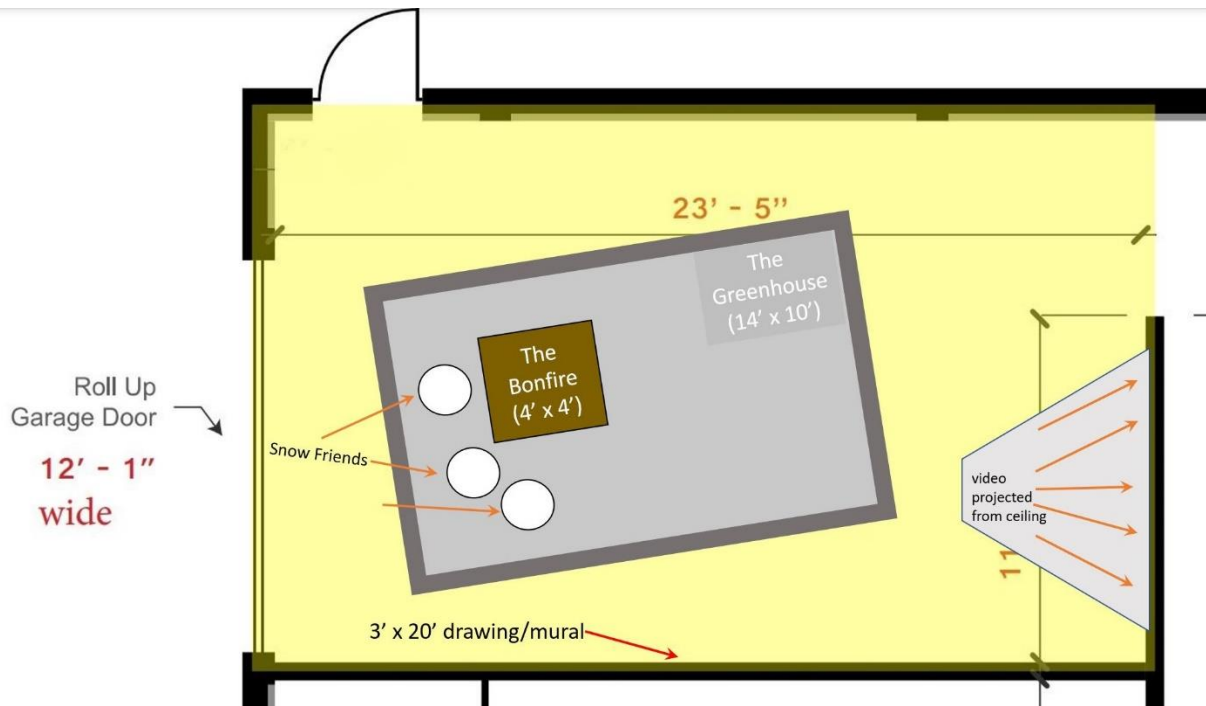 23' - 5"
The
Greenhouse
(14' x 10')
The
Bonfire
(4' x 4')
Roll Up
Garage Door
12' - 1"
wide
Snow Friends
video
projected
from ceiling
3' x 20' drawing/mural